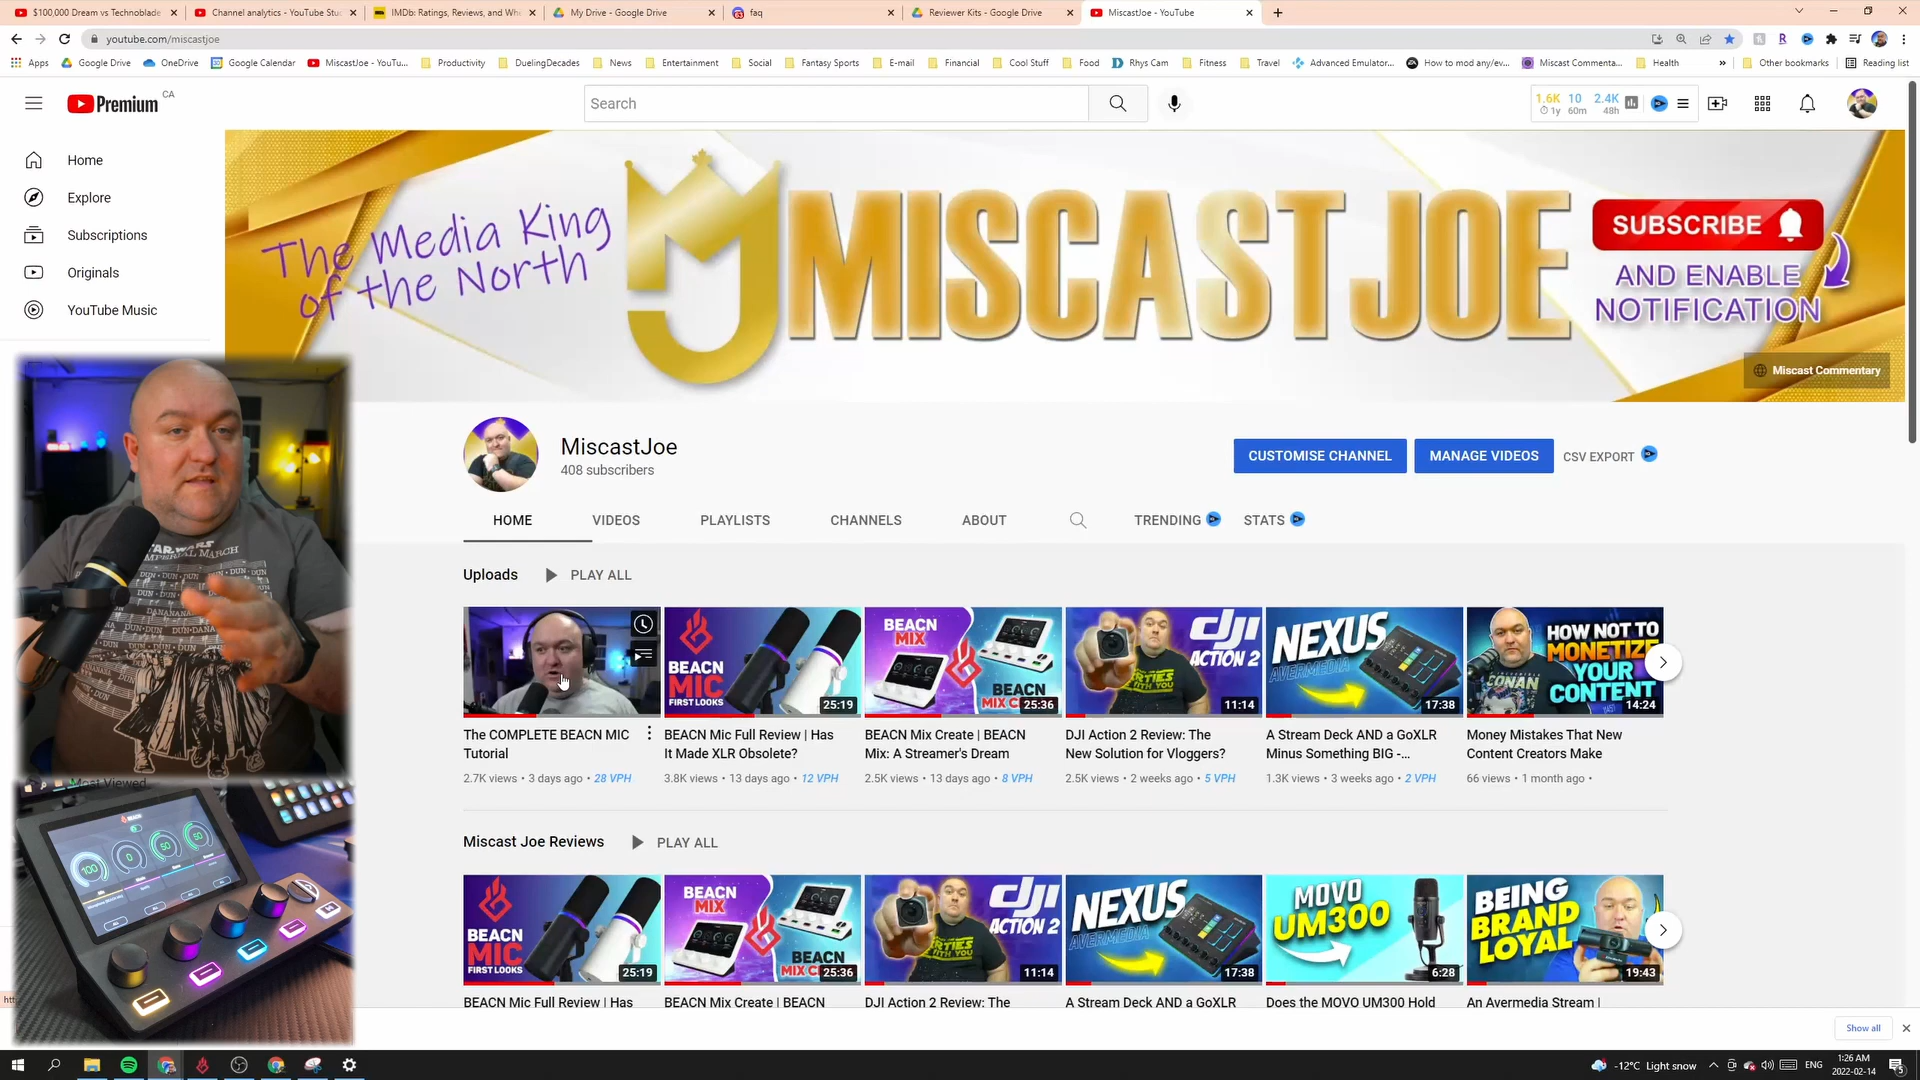 $100,000 Dream vs Technoblade
Channel analytics - YouTube Stu
IMDb: Ratings, Reviews, and Whe
My Drive - Google Drive
faq
Reviewer Kits - Google Drive
MiscastJoe - YouTube
youtube.com/miscastjoe
Apps
Google Drive
OneDrive
Google Calendar
MiscastJoe - YouTu...
Productivity
DuelingDecades
News
Entertainment
Social
Fantasy Sports
E-mail
Financial
Cool Stuff
Food
Rhys Cam
Fitness
Travel
Advanced Emulator...
How to mod any/ev...
Miscast Commenta...
Health
Other bookmarks
Reading list
Premium CA
Search
1.6K 10 2.4K
1y 60m 48h
Home
Explore
Subscriptions
Originals
YouTube Music
The Media King
of the North
MISCASTJOE
SUBSCRIBE
AND ENABLE
NOTIFICATION
Miscast Commentary
MiscastJoe
408 subscribers
CUSTOMISE CHANNEL
MANAGE VIDEOS
CSV EXPORT
HOME
VIDEOS
PLAYLISTS
CHANNELS
ABOUT
TRENDING
STATS
Uploads
PLAY ALL
BEACN
MIC
FIRST LOOKS
25:19
BEACN
MIX
BEACN
MIX C
25:36
dji
ACTION 2
11:14
NEXUS
AVERMEDIA
17:38
HOW NOT TO
MONETIZE
YOUR
CONTENT
14:24
The COMPLETE BEACN MIC
Tutorial
2.7K views • 3 days ago • 28 VPH
BEACN Mic Full Review | Has
It Made XLR Obsolete?
3.8K views • 13 days ago • 12 VPH
BEACN Mix Create | BEACN
Mix: A Streamer's Dream
2.5K views • 13 days ago • 8 VPH
DJI Action 2 Review: The
New Solution for Vloggers?
2.5K views • 2 weeks ago • 5 VPH
A Stream Deck AND a GoXLR
Minus Something BIG -...
1.3K views • 3 weeks ago • 2 VPH
Money Mistakes That New
Content Creators Make
66 views • 1 month ago •
Miscast Joe Reviews
PLAY ALL
BEACN
MIC
FIRST LOOKS
25:19
BEACN
MIX
BEACN
MIX C
25:36
dji
ACTION 2
11:14
NEXUS
AVERMEDIA
17:38
MOVO
UM300
6:28
BEING
BRAND
LOYAL
19:43
BEACN Mic Full Review | Has
BEACN Mix Create | BEACN
DJI Action 2 Review: The
A Stream Deck AND a GoXLR
Does the MOVO UM300 Hold
An Avermedia Stream |
STAR WARS
IMPERIAL MARCH
Most Viewed
100
0
50
50
Show all
-12°C Light snow
ENG
1:26 AM
2022-02-14